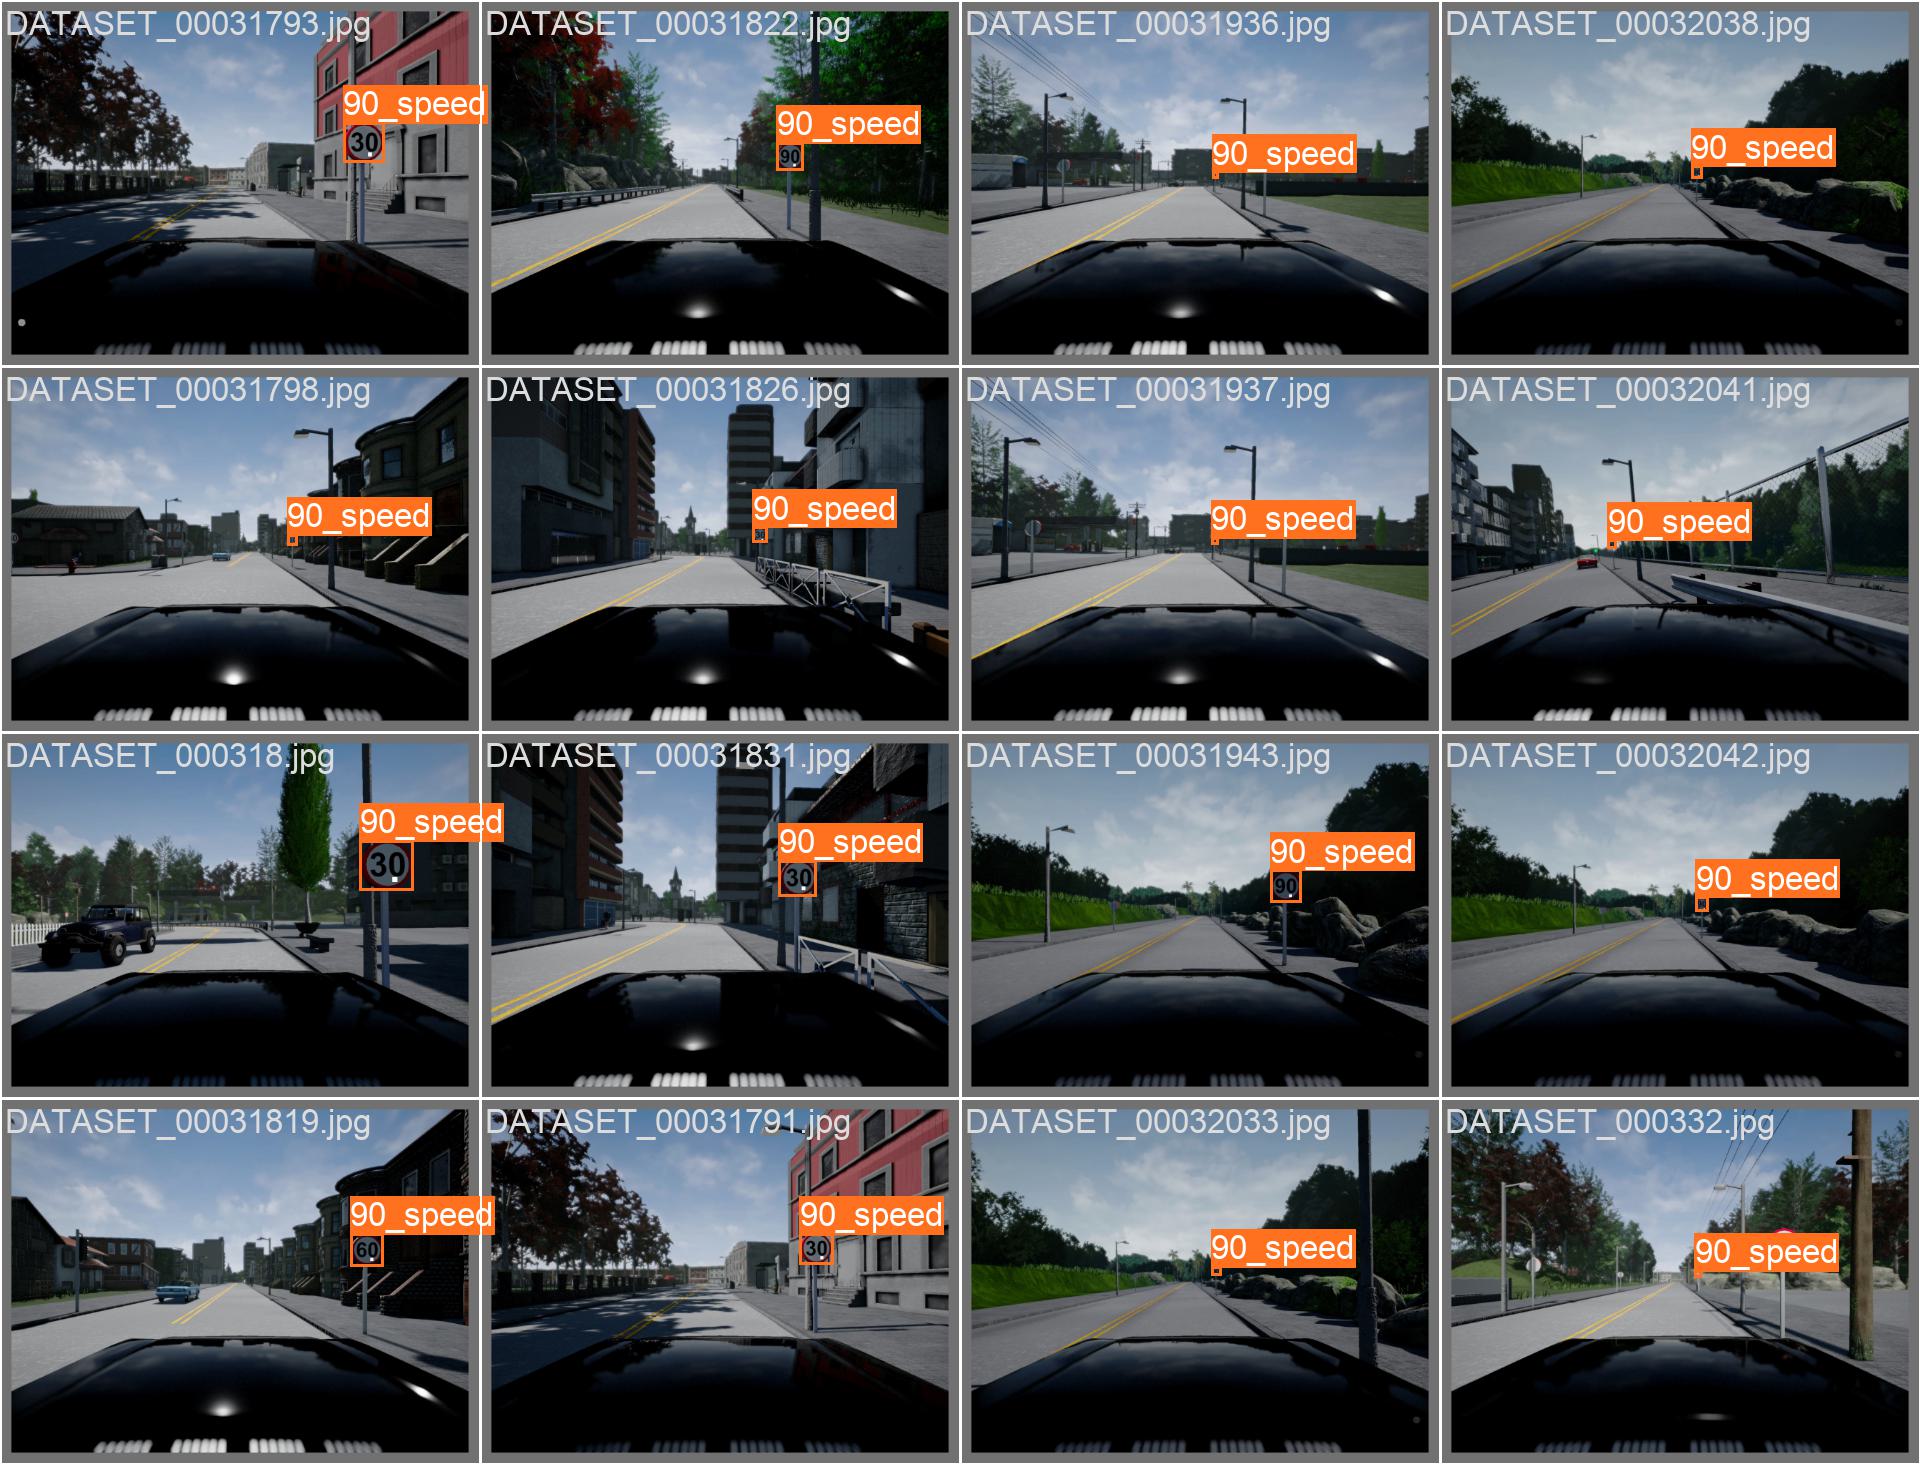 DATASET_00031793.jpg
90_speed
30
DATASET_00031822.jpg
90_speed
90
DATASET_00031936.jpg
90_speed
DATASET_00032038.jpg
90_speed
DATASET_00031798.jpg
90_speed
DATASET_00031826.jpg
90_speed
DATASET_00031937.jpg
90_speed
DATASET_00032041.jpg
90_speed
DATASET_000318.jpg
90_speed
30
DATASET_00031831.jpg
90_speed
30
DATASET_00031943.jpg
90_speed
90
DATASET_00032042.jpg
90_speed
DATASET_00031819.jpg
90_speed
60
DATASET_00031791.jpg
90_speed
30
DATASET_00032033.jpg
90_speed
DATASET_000332.jpg
90_speed